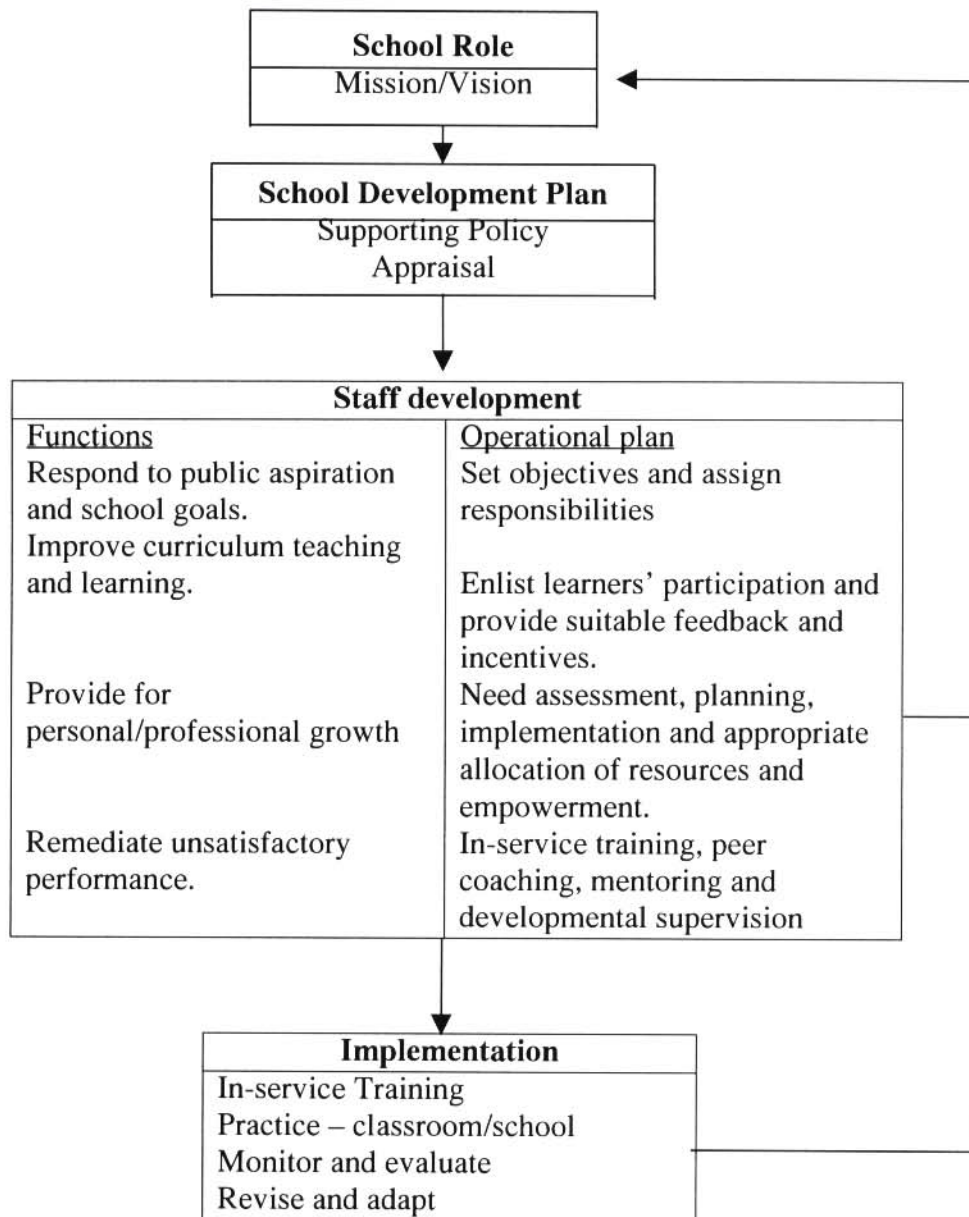 School Role
Mission/Vision
School Development Plan
Supporting Policy
Appraisal
Staff development
Functions
Respond to public aspiration
and school goals.
Improve curriculum teaching
and learning.
Provide for
personal/professional growth
Remediate unsatisfactory
performance.
Operational plan
Set objectives and assign
responsibilities
Enlist learners' participation and
provide suitable feedback and
incentives.
Need assessment, planning,
implementation and appropriate
allocation of resources and
empowerment.
In-service training, peer
coaching, mentoring and
developmental supervision
Implementation
In-service Training
Practice – classroom/school
Monitor and evaluate
Revise and adapt